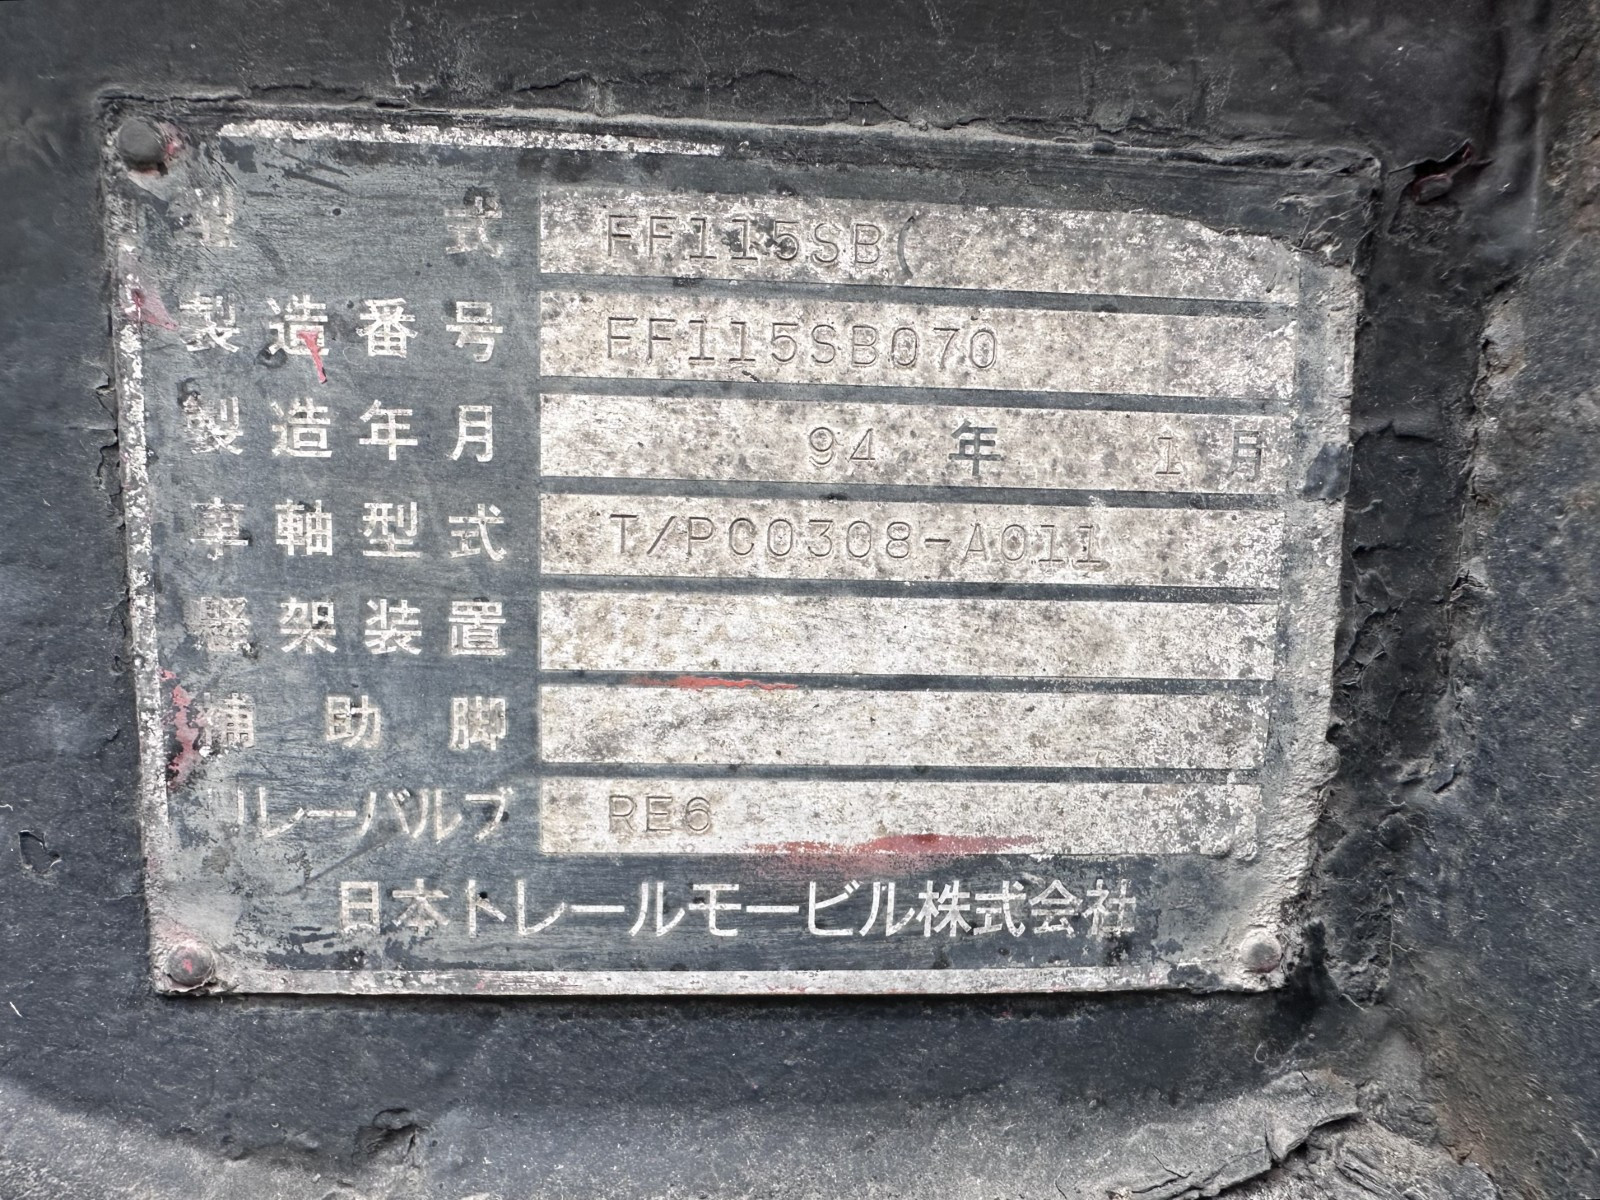 型式 FF115SB(
製造番号 FF115SB070
製造年月 94年 1月
車軸型式 T/PC0308-A011
懸架装置
補助脚
リレーバルブ RE6
日本トレールモービル株式会社